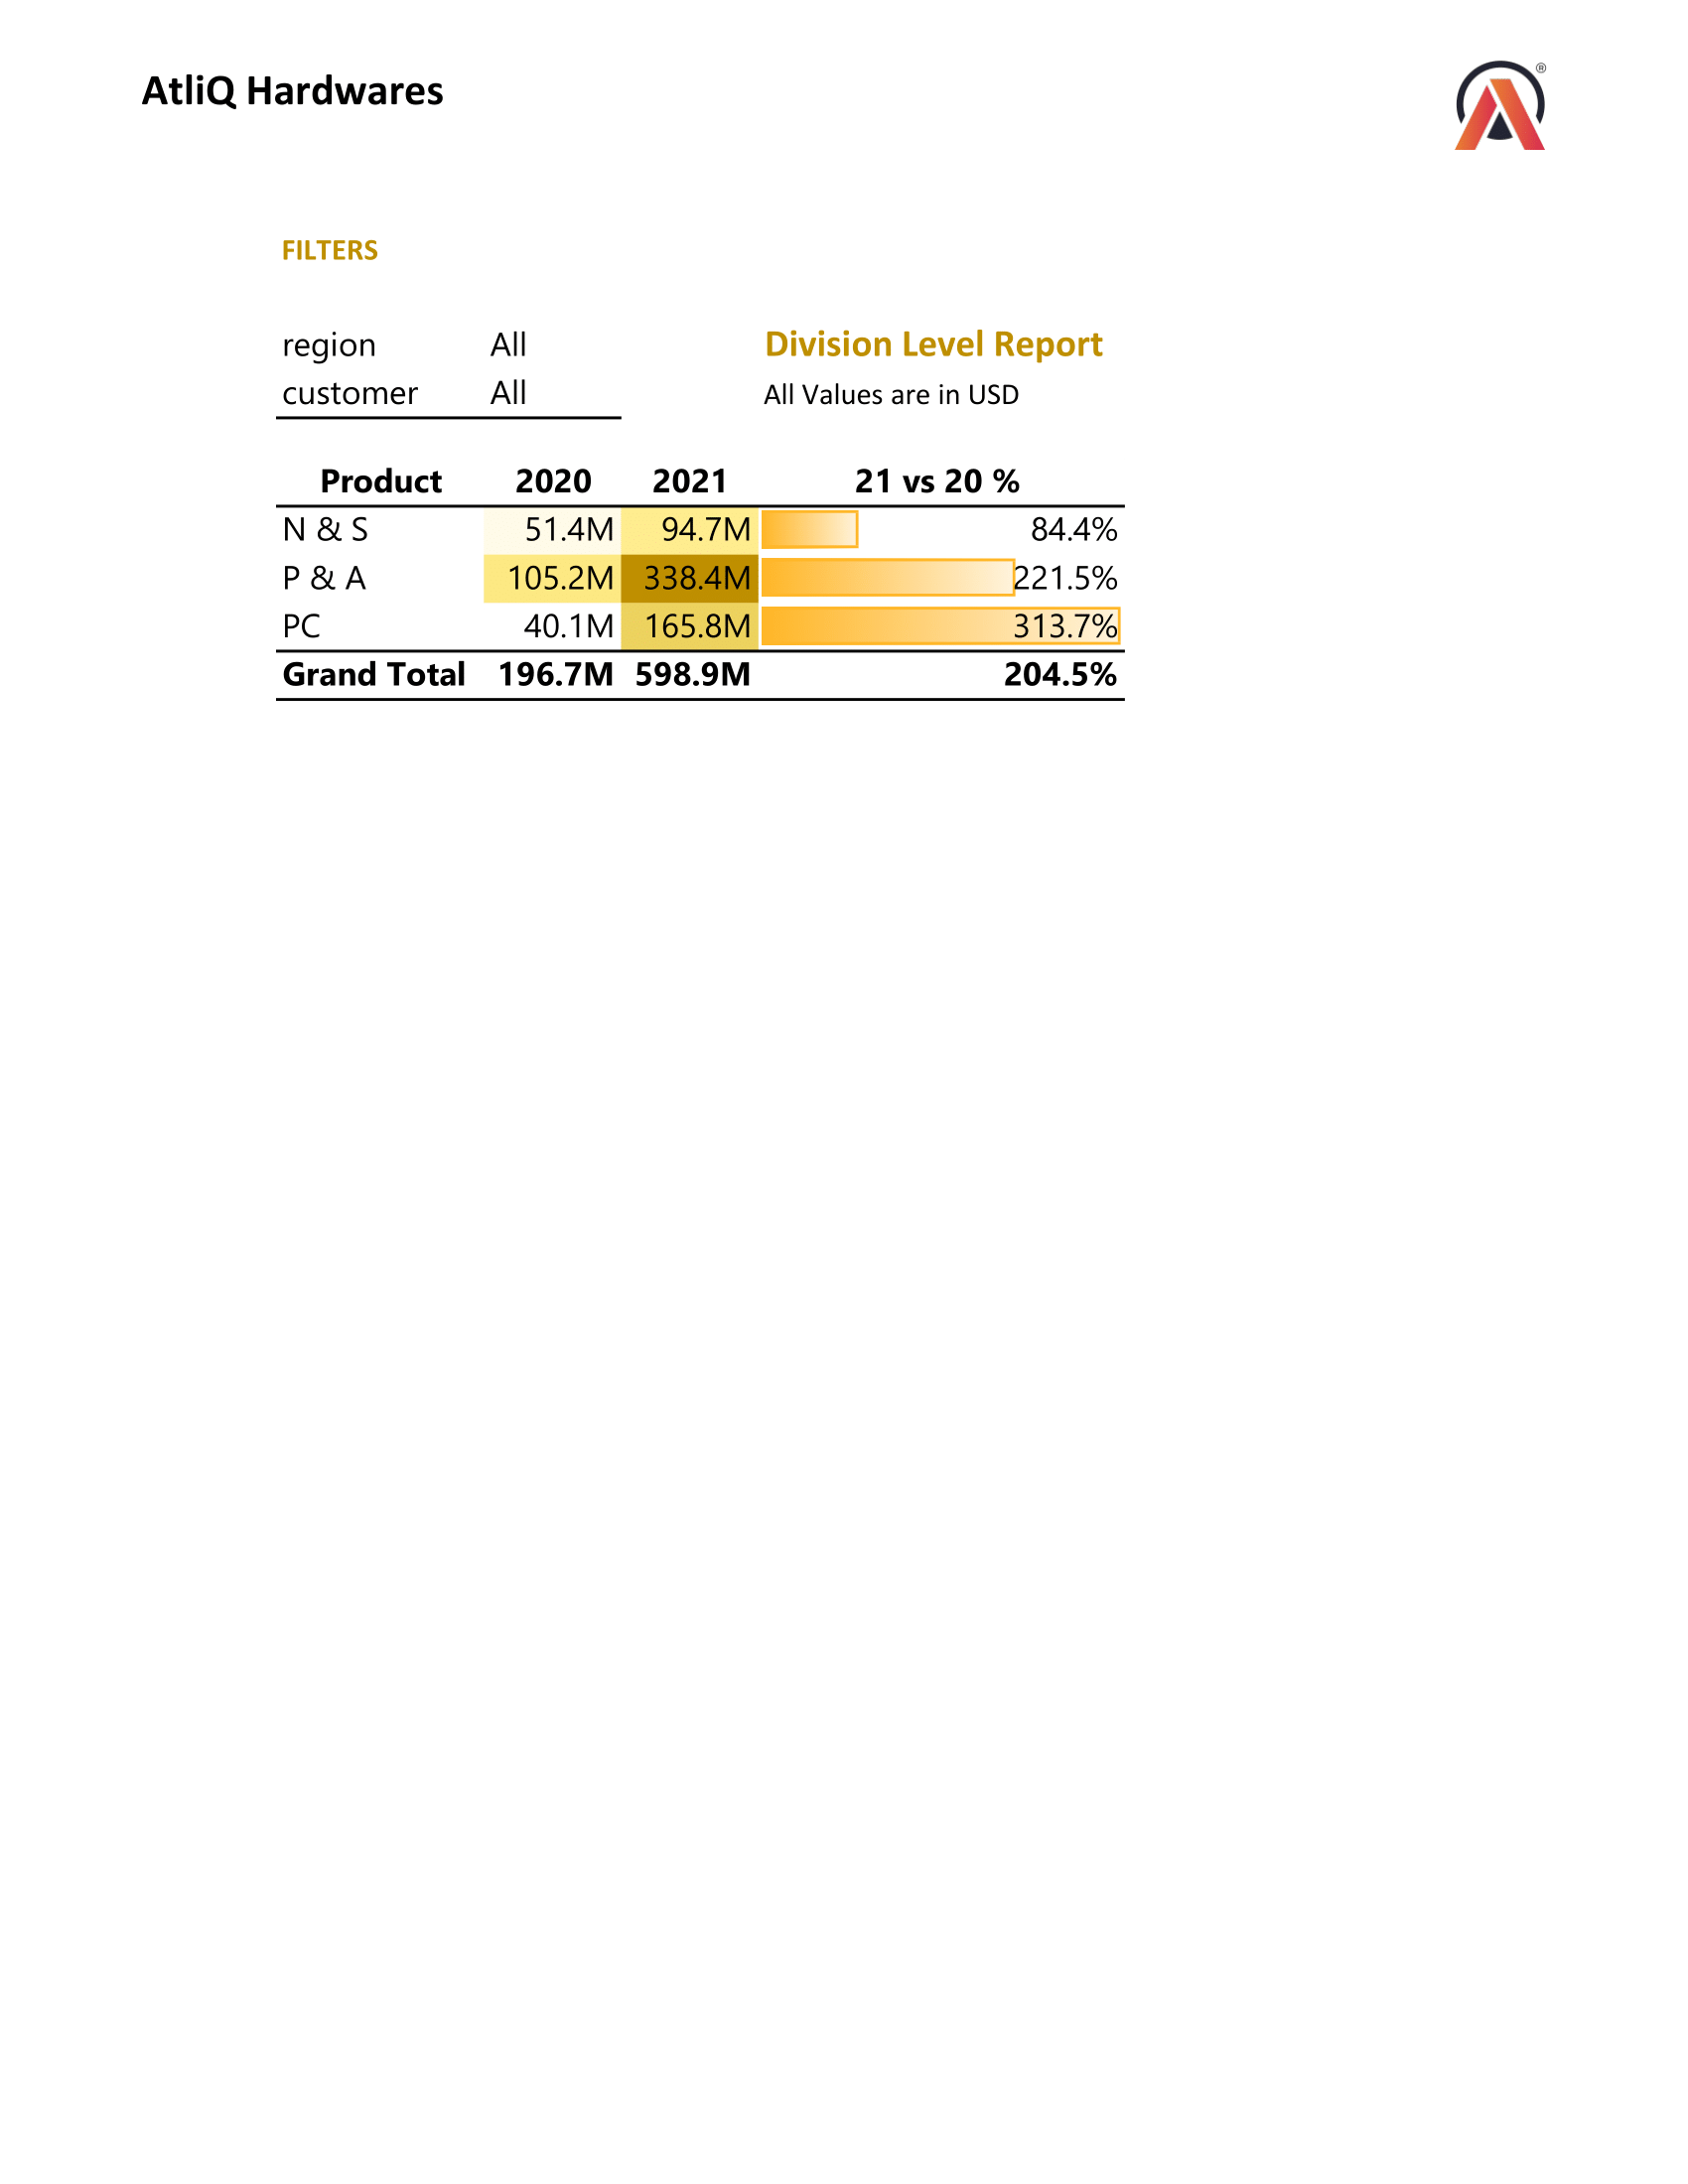 AtliQ Hardwares
®
FILTERS
region All Division Level Report
customer All All Values are in USD
Product 2020 2021 21 vs 20 %
N & S 51.4M 94.7M 84.4%
P & A 105.2M 338.4M 221.5%
PC 40.1M 165.8M 313.7%
Grand Total 196.7M 598.9M 204.5%